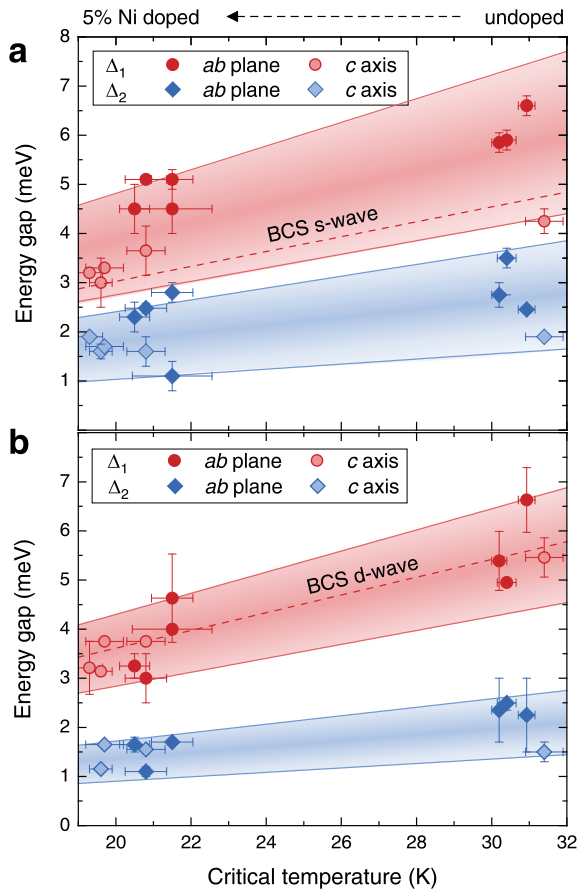 5% Ni doped undoped
a
8
Δ1 ab plane c axis
Δ2 ab plane c axis
7
6
5
4
3
2
1
BCS s-wave
Energy gap (meV)
b
Δ1 ab plane c axis
Δ2 ab plane c axis
7
6
5
4
3
2
1
0
BCS d-wave
Energy gap (meV)
20 22 24 26 28 30 32
Critical temperature (K)